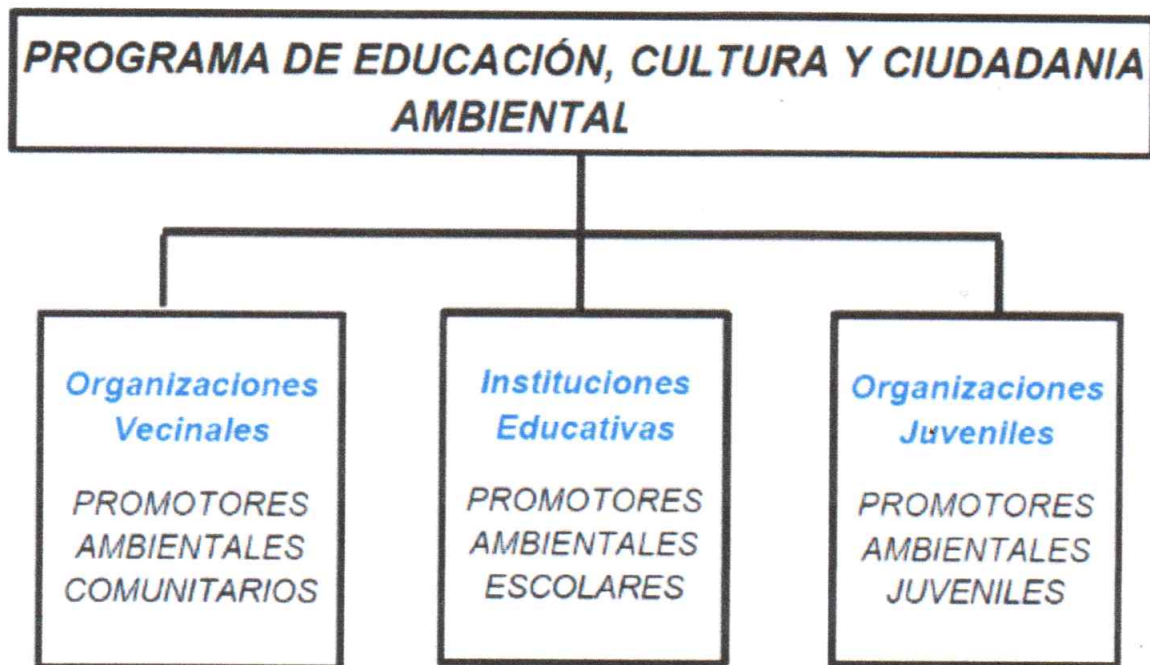 PROGRAMA DE EDUCACIÓN, CULTURA Y CIUDADANIA
AMBIENTAL
Organizaciones
Vecinales
PROMOTORES
AMBIENTALES
COMUNITARIOS
Instituciones
Educativas
PROMOTORES
AMBIENTALES
ESCOLARES
Organizaciones
Juveniles
PROMOTORES
AMBIENTALES
JUVENILES